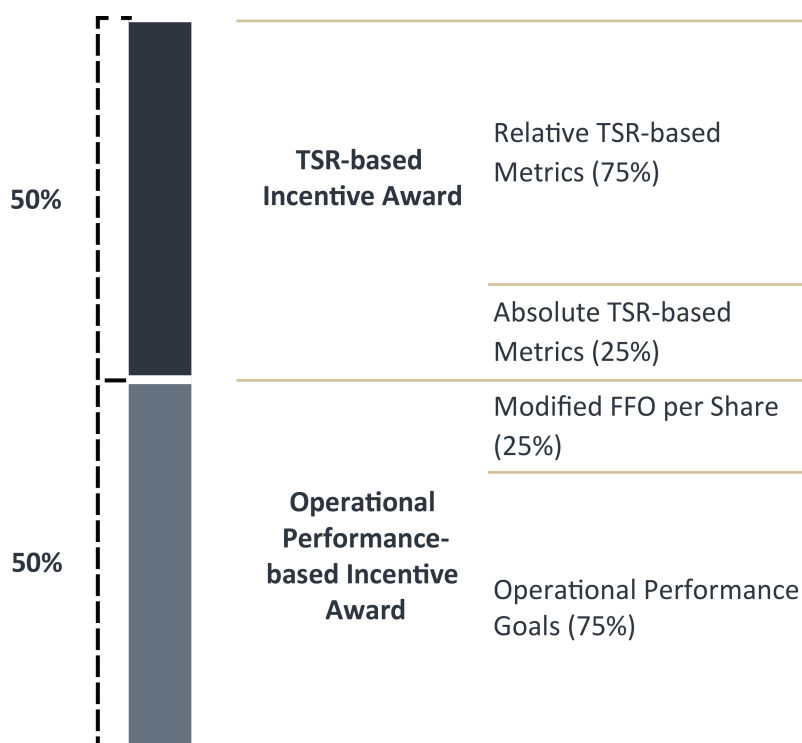 50%
TSR-based
Incentive Award
Relative TSR-based
Metrics (75%)
Absolute TSR-based
Metrics (25%)
50%
Operational
Performance-
based Incentive
Award
Modified FFO per Share
(25%)
Operational Performance
Goals (75%)